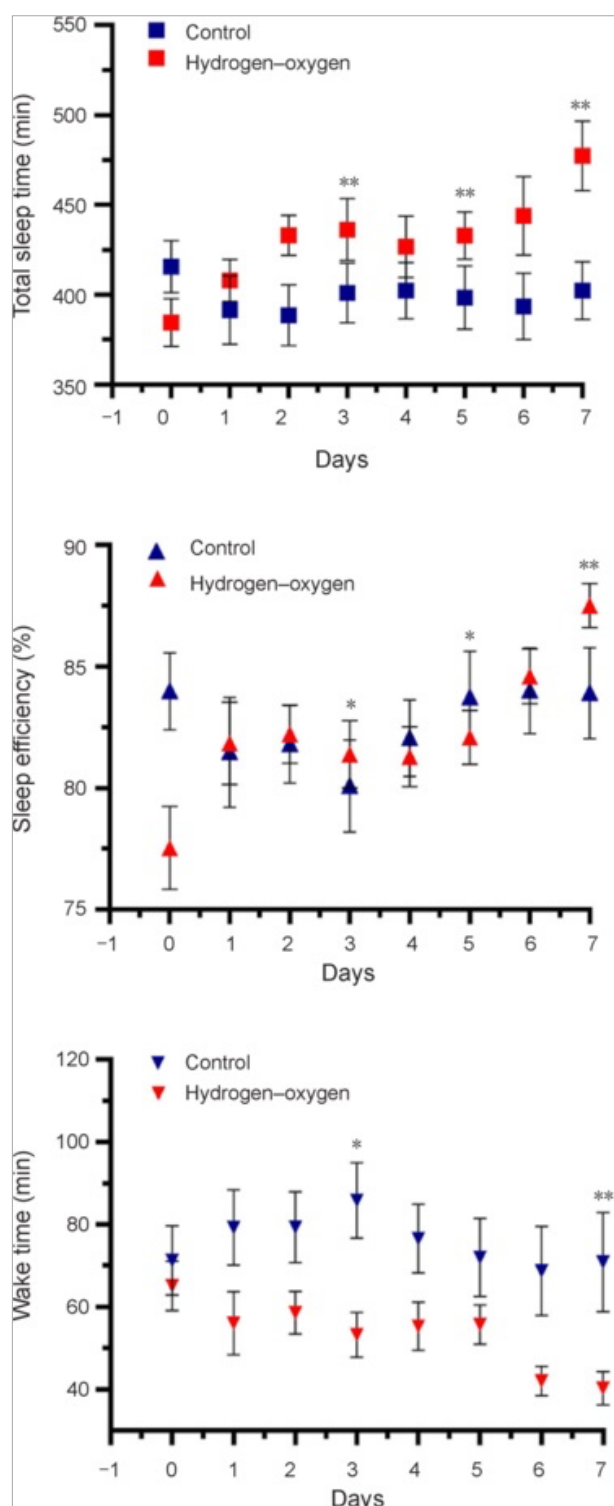 550
Control
Hydrogen–oxygen
500
**
**
**
450
400
350
−1 0 1 2 3 4 5 6 7
Total sleep time (min)
Days
90
Control
Hydrogen–oxygen
**
*
*
85
80
75
−1 0 1 2 3 4 5 6 7
Sleep efficiency (%)
Days
120
Control
Hydrogen–oxygen
100
*
**
80
60
40
−1 0 1 2 3 4 5 6 7
Wake time (min)
Days